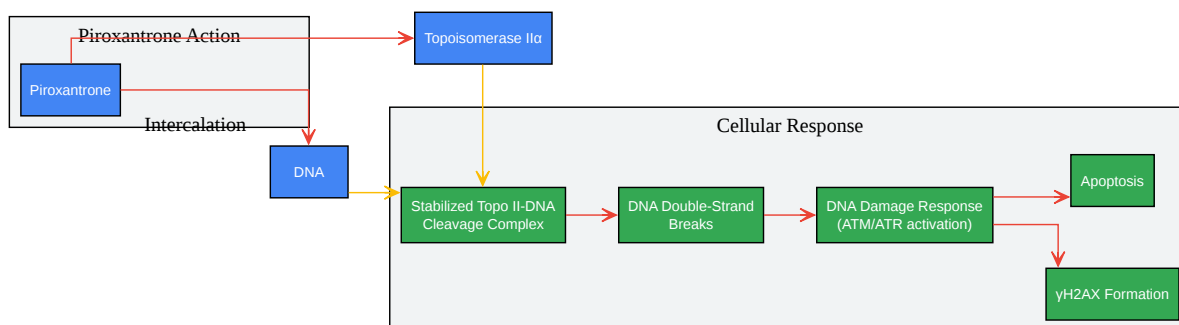 Piroxantrone Action
Topoisomerase IIα
Piroxantrone
Intercalation
Cellular Response
DNA
Stabilized Topo II-DNA
Cleavage Complex
DNA Double-Strand
Breaks
DNA Damage Response
(ATM/ATR activation)
Apoptosis
γH2AX Formation